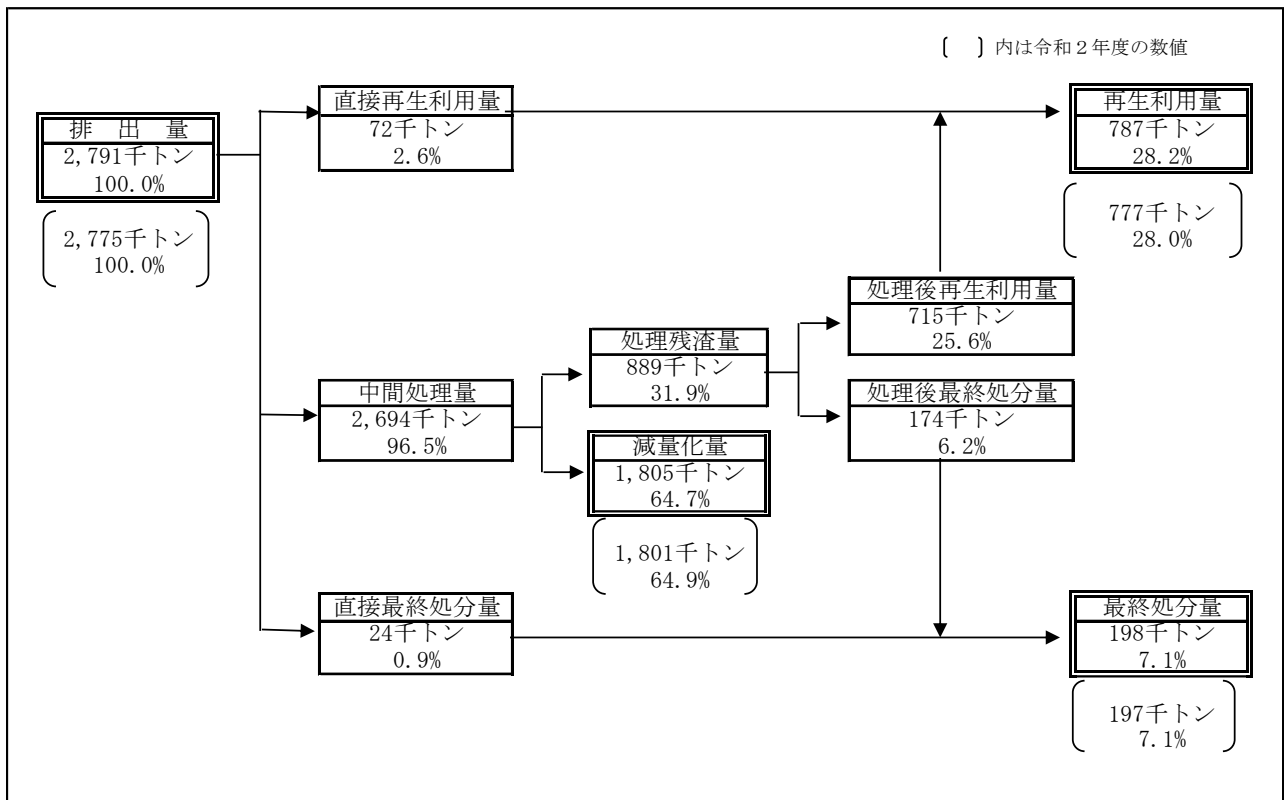 〔　〕内は令和２年度の数値
排　出　量
2,791千トン
100.0%
2,775千トン
100.0%
直接再生利用量
72千トン
2.6%
中間処理量
2,694千トン
96.5%
直接最終処分量
24千トン
0.9%
処理残渣量
889千トン
31.9%
減量化量
1,805千トン
64.7%
1,801千トン
64.9%
処理後再生利用量
715千トン
25.6%
処理後最終処分量
174千トン
6.2%
再生利用量
787千トン
28.2%
777千トン
28.0%
最終処分量
198千トン
7.1%
197千トン
7.1%